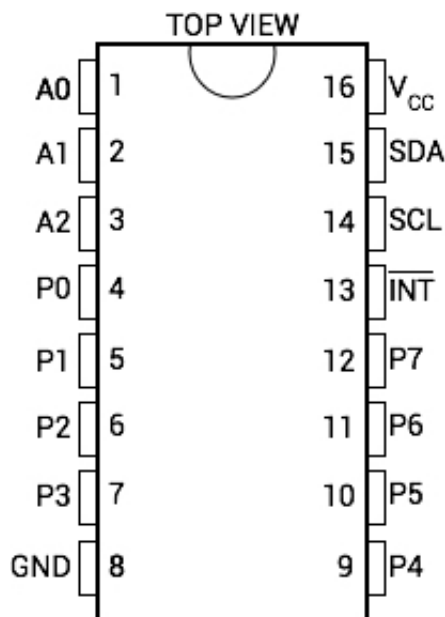 TOP VIEW
A0 1 16 VCC
A1 2 15 SDA
A2 3 14 SCL
P0 4 13 INT
P1 5 12 P7
P2 6 11 P6
P3 7 10 P5
GND 8 9 P4